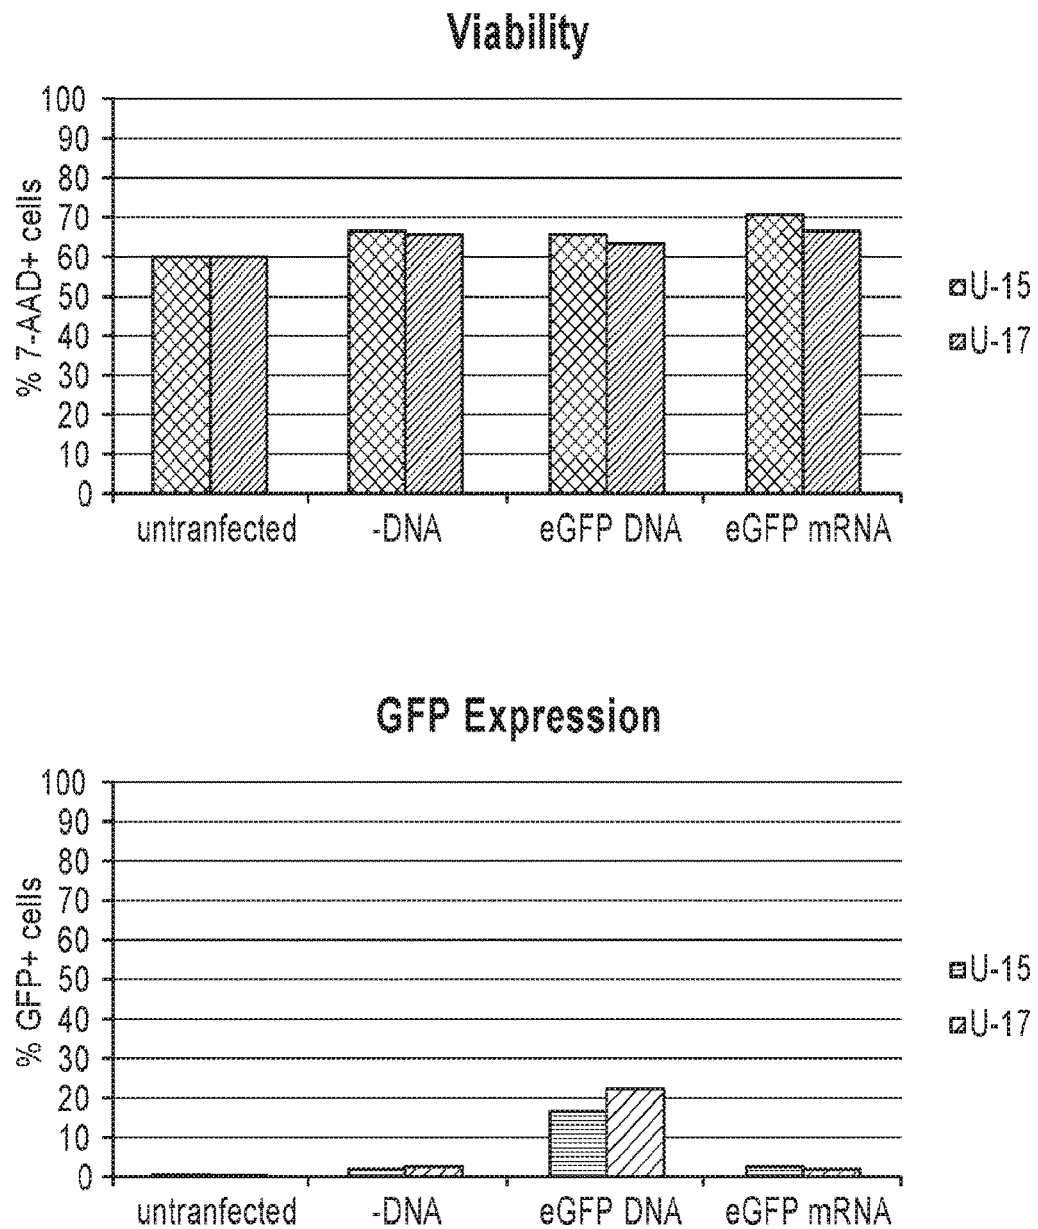 Viability
% 7-AAD+ cells
100
90
80
70
60
50
40
30
20
10
0
untranfected
-DNA
eGFP DNA
eGFP mRNA
U-15
U-17
GFP Expression
% GFP+ cells
100
90
80
70
60
50
40
30
20
10
0
untranfected
-DNA
eGFP DNA
eGFP mRNA
U-15
U-17